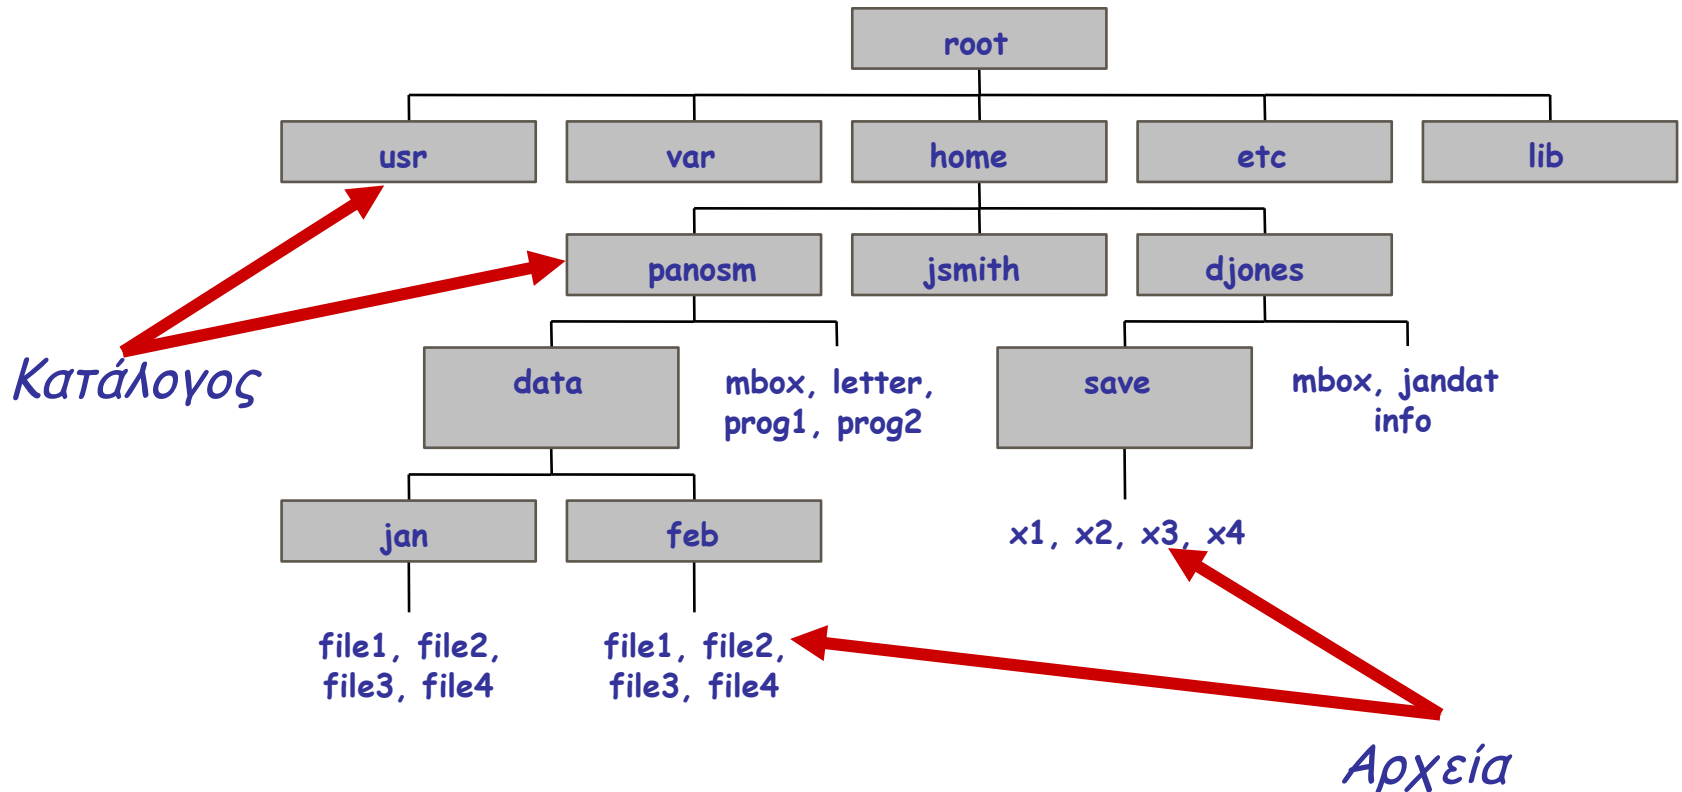 root
usr
var
home
etc
lib
panosm
jsmith
djones
Κατάλογος
data
mbox, letter,
prog1, prog2
save
mbox, jandat
info
jan
feb
x1, x2, x3, x4
file1, file2,
file3, file4
file1, file2,
file3, file4
Αρχεία